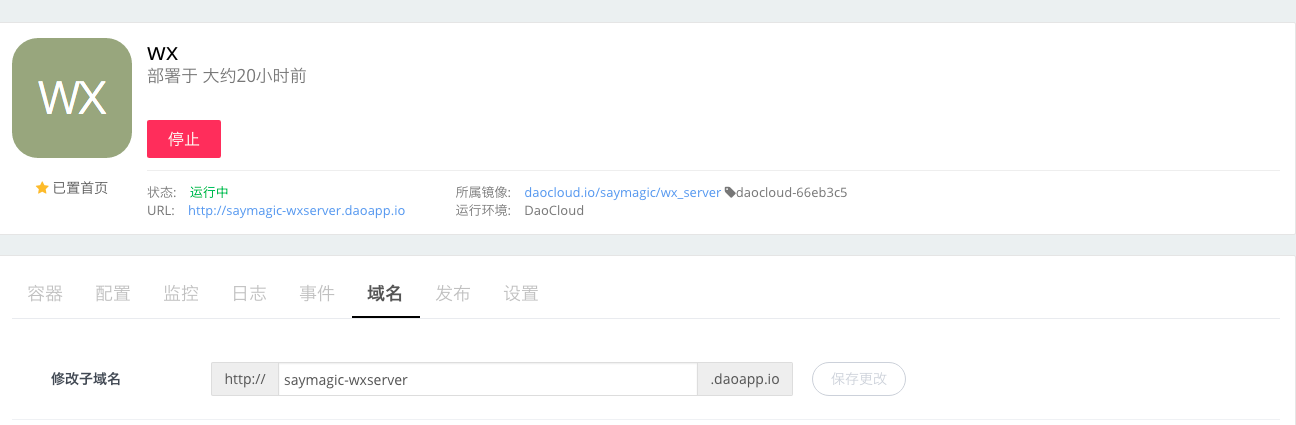 WX
wx
部署于 大约20小时前
停止
已置首页
状态: 运行中
URL: http://saymagic-wxserver.daoapp.io
所属镜像: daocloud.io/saymagic/wx_server daocloud-66eb3c5
运行环境: DaoCloud
容器 配置 监控 日志 事件 域名 发布 设置
修改子域名 http:// saymagic-wxserver .daoapp.io 保存更改